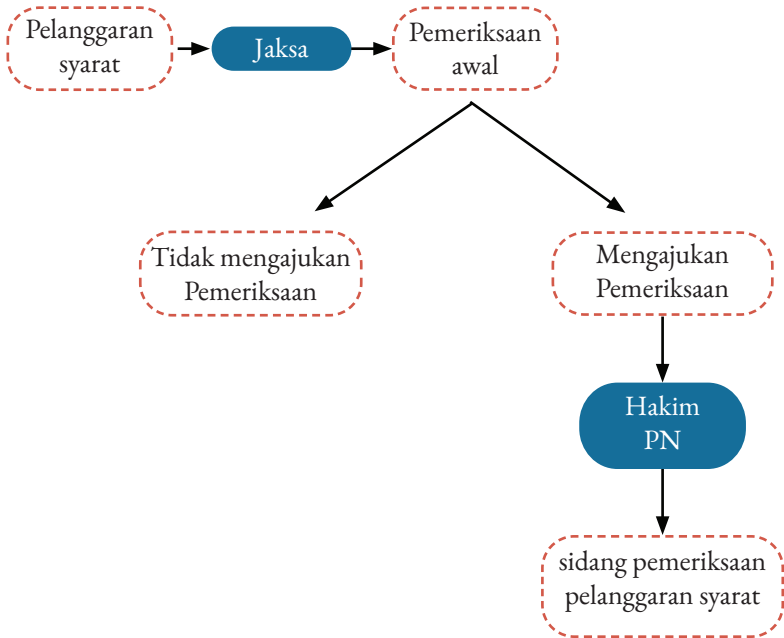 Pelanggaran
syarat
Jaksa
Pemeriksaan
awal
Tidak mengajukan
Pemeriksaan
Mengajukan
Pemeriksaan
Hakim
PN
sidang pemeriksaan
pelanggaran syarat